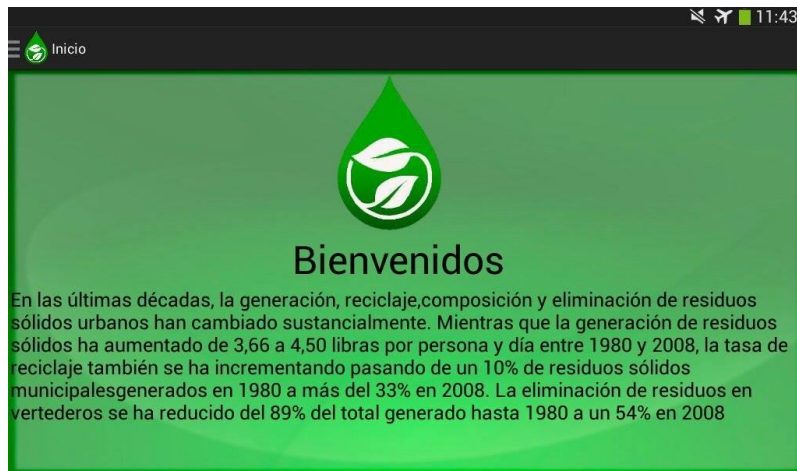 11:43
Inicio
Bienvenidos
En las últimas décadas, la generación, reciclaje,composición y eliminación de residuos
sólidos urbanos han cambiado sustancialmente. Mientras que la generación de residuos
sólidos ha aumentado de 3,66 a 4,50 libras por persona y día entre 1980 y 2008, la tasa de
reciclaje también se ha incrementando pasando de un 10% de residuos sólidos
municipalesgenerados en 1980 a más del 33% en 2008. La eliminación de residuos en
vertederos se ha reducido del 89% del total generado hasta 1980 a un 54% en 2008